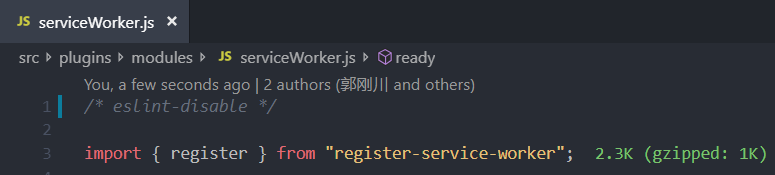 JS serviceWorker.js ×
src > plugins > modules > JS serviceWorker.js > ready
You, a few seconds ago | 2 authors (郭刚川 and others)
1 /* eslint-disable */
2
3 import { register } from "register-service-worker"; 2.3K (gzipped: 1K)